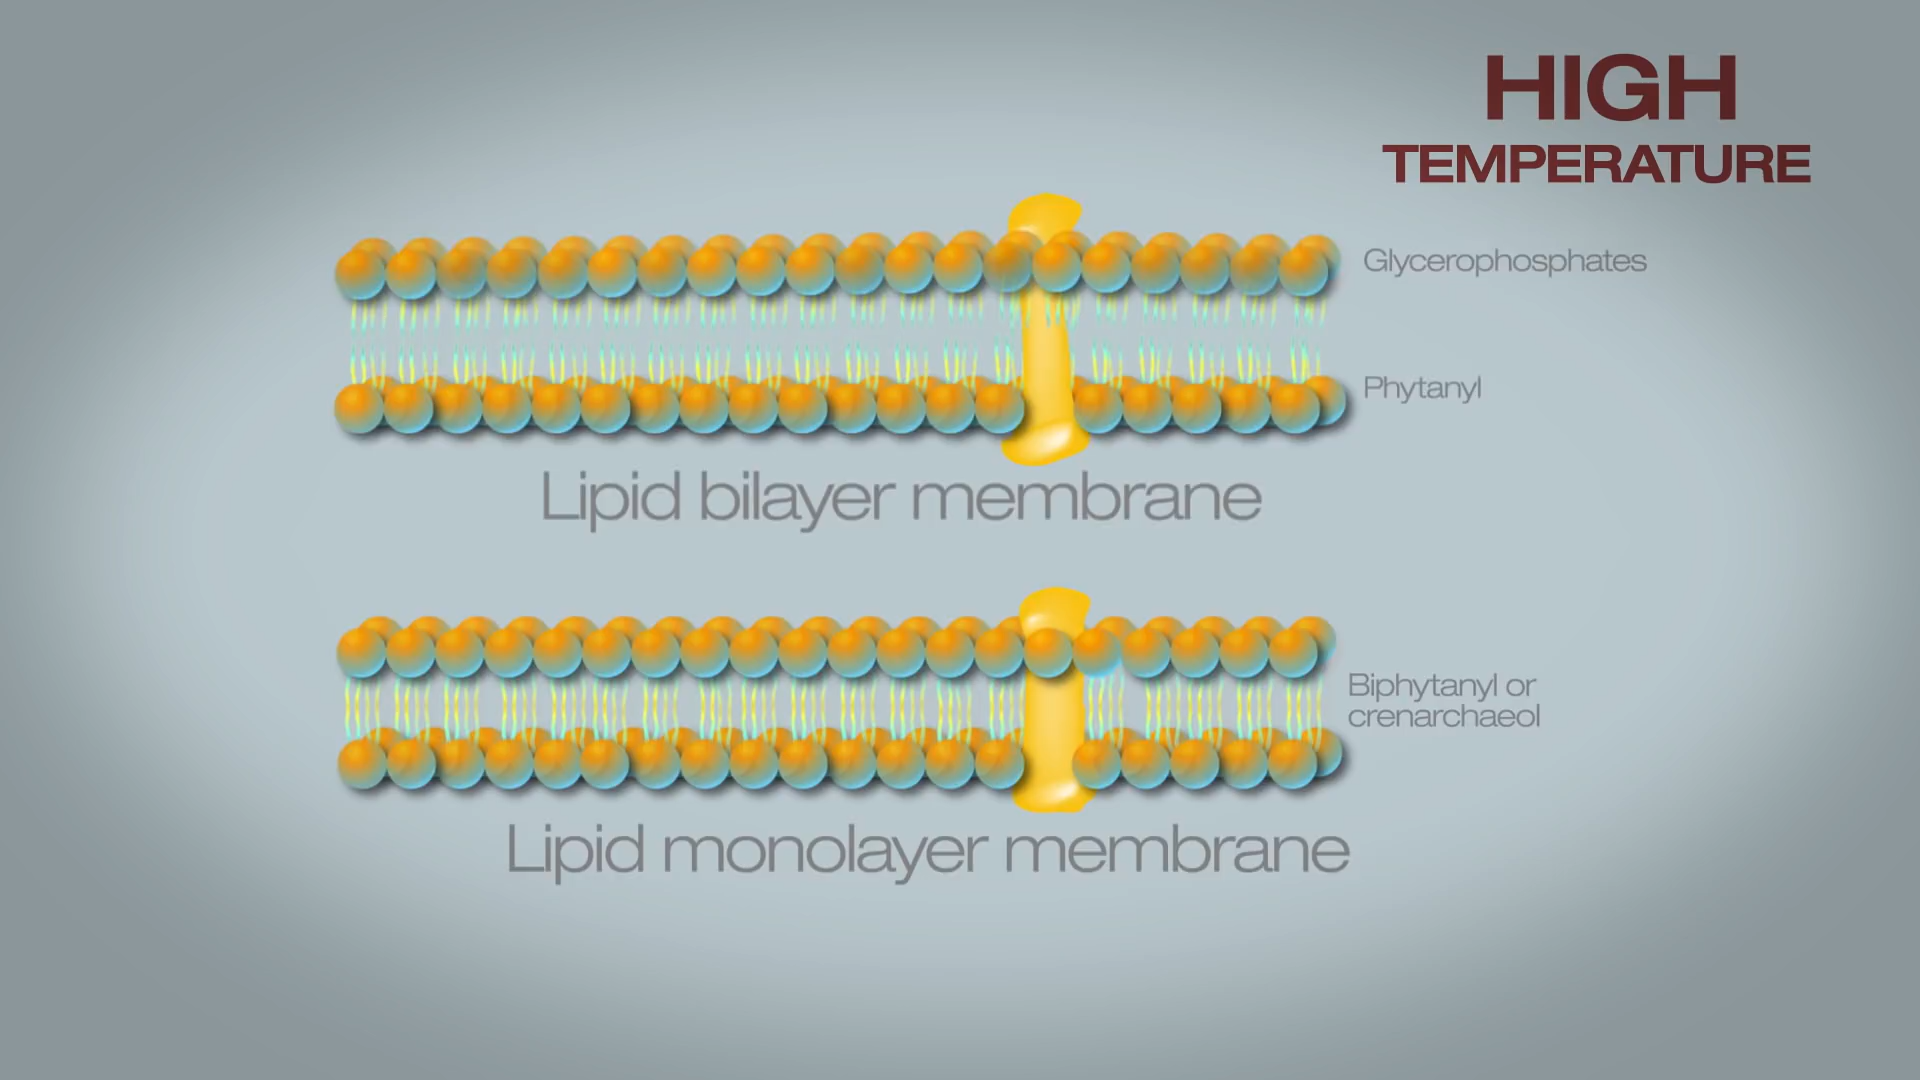 HIGH
TEMPERATURE
Glycerophosphates
Phytanyl
Lipid bilayer membrane
Biphytanyl or
crenarchaeol
Lipid monolayer membrane